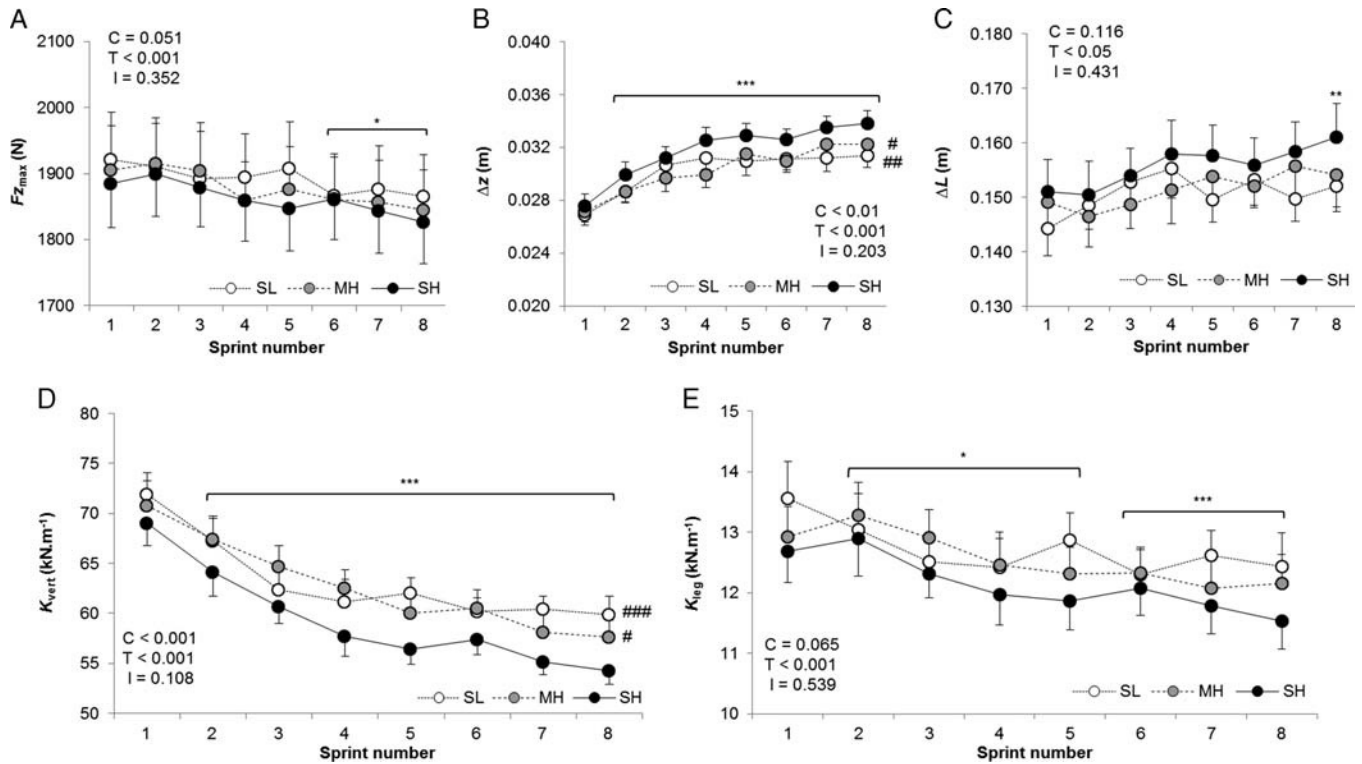 A
2100
2000
1900
1800
1700
Fzmax (N)
C = 0.051
T < 0.001
I = 0.352
*
SL MH SH
1 2 3 4 5 6 7 8
Sprint number
B
0.040
0.036
0.032
0.028
0.024
0.020
Δz (m)
***
#
##
C < 0.01
T < 0.001
I = 0.203
SL MH SH
1 2 3 4 5 6 7 8
Sprint number
C
0.180
0.170
0.160
0.150
0.140
0.130
ΔL (m)
C = 0.116
T < 0.05
I = 0.431
**
SL MH SH
1 2 3 4 5 6 7 8
Sprint number
D
80
75
70
65
60
55
50
Kvert (kN.m-1)
***
###
#
C < 0.001
T < 0.001
I = 0.108
SL MH SH
1 2 3 4 5 6 7 8
Sprint number
E
15
14
13
12
11
10
Kleg (kN.m-1)
*
***
C = 0.065
T < 0.001
I = 0.539
SL MH SH
1 2 3 4 5 6 7 8
Sprint number